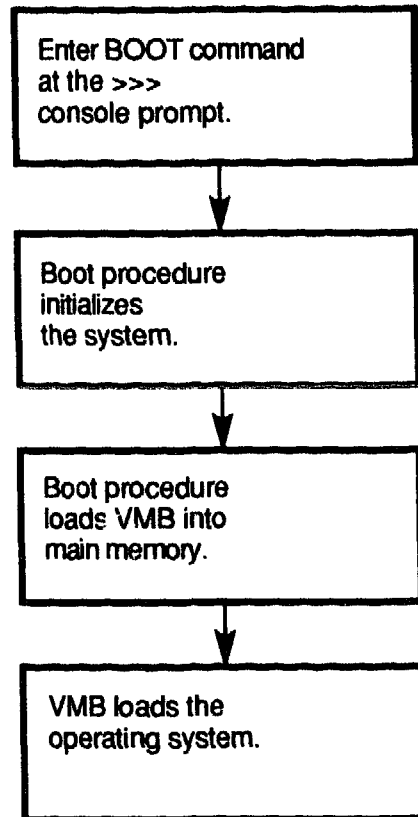 Enter BOOT command
at the >>>
console prompt.
Boot procedure
initializes
the system.
Boot procedure
loads VMB into
main memory.
VMB loads the
operating system.